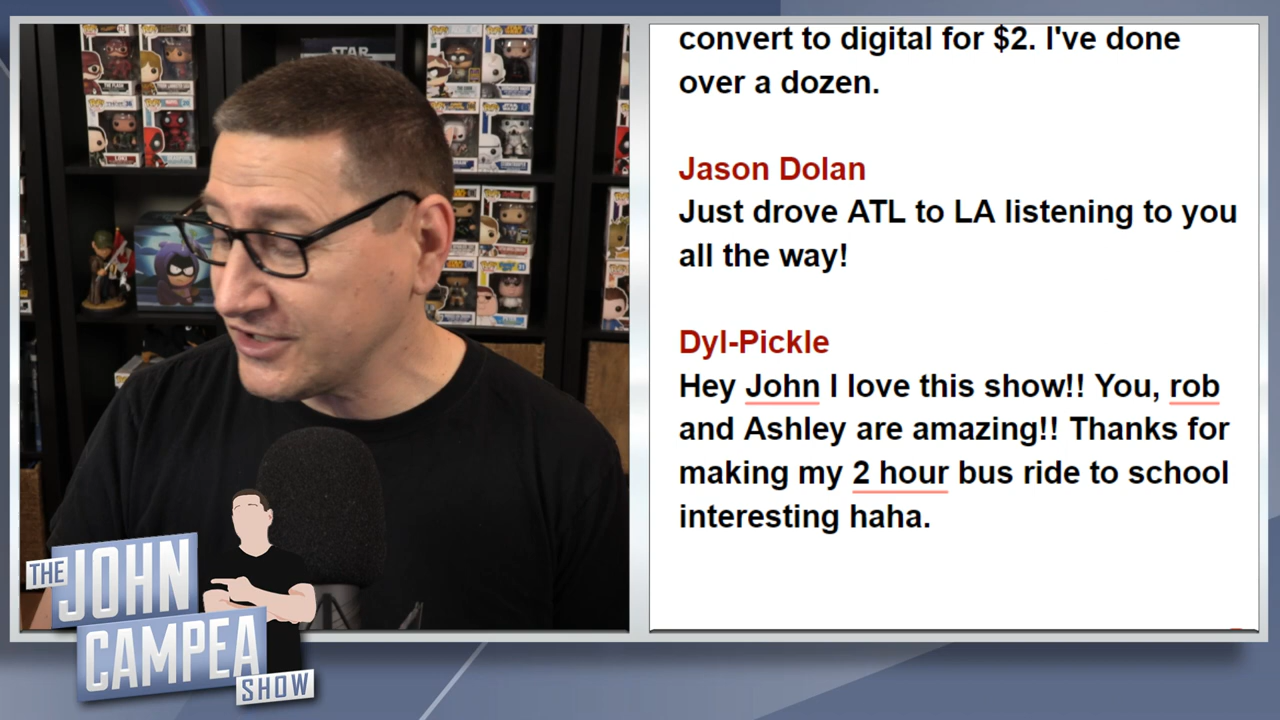 STAR
convert to digital for $2. I've done
over a dozen.
Jason Dolan
Just drove ATL to LA listening to you
all the way!
Dyl-Pickle
Hey John I love this show!! You, rob
and Ashley are amazing!! Thanks for
making my 2 hour bus ride to school
interesting haha.
THE
JOHN
CAMPEA
SHOW